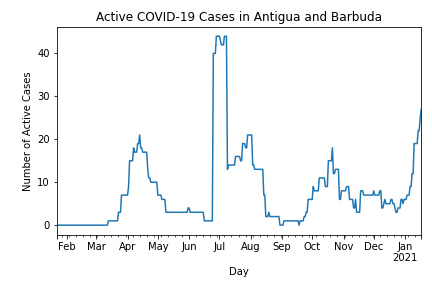 Active COVID-19 Cases in Antigua and Barbuda
Number of Active Cases
40
30
20
10
0
Feb Mar Apr May Jun Jul Aug Sep Oct Nov Dec Jan
2021
Day